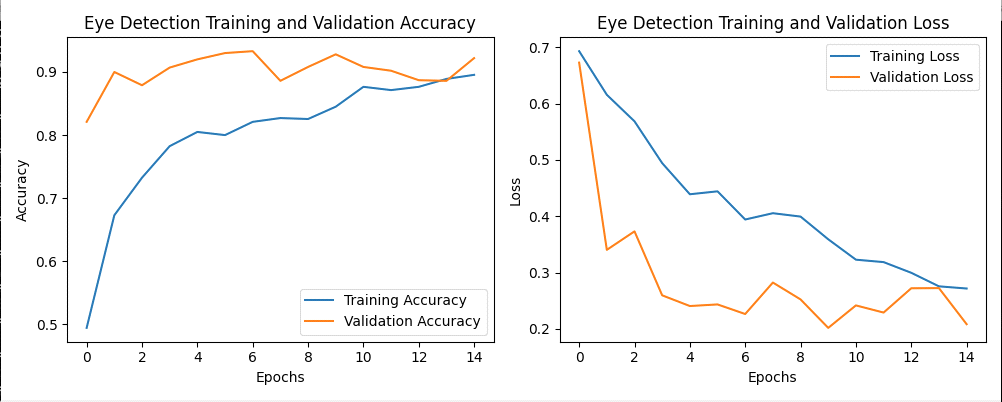 Eye Detection Training and Validation Accuracy
Accuracy
0.9
0.8
0.7
0.6
0.5
Training Accuracy
Validation Accuracy
0 2 4 6 8 10 12 14
Epochs
Eye Detection Training and Validation Loss
Loss
0.7
0.6
0.5
0.4
0.3
0.2
Training Loss
Validation Loss
0 2 4 6 8 10 12 14
Epochs